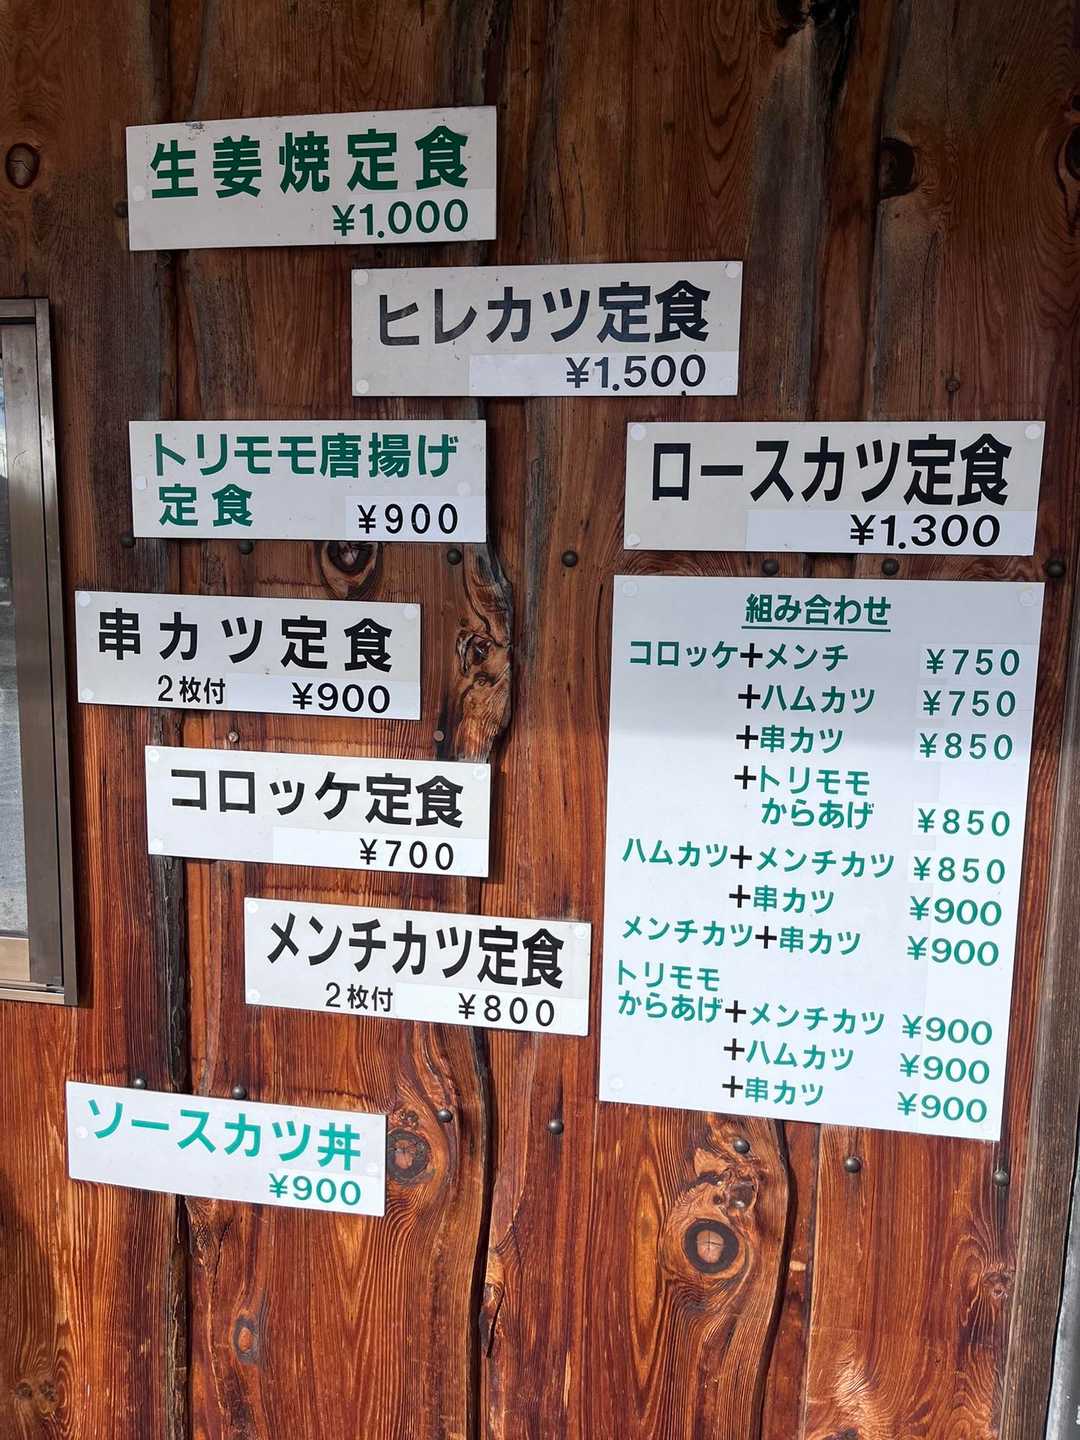 生姜焼定食
¥1.000
ヒレカツ定食
¥1.500
トリモモ唐揚げ
定食 ¥900
ロースカツ定食
¥1.300
串カツ定食
2枚付 ¥900
コロッケ定食
¥700
メンチカツ定食
2枚付 ¥800
ソースカツ丼
¥900
組み合わせ
コロッケ+メンチ ¥750
+ハムカツ ¥750
+串カツ ¥850
+トリモモ
からあげ ¥850
ハムカツ+メンチカツ ¥850
+串カツ ¥900
メンチカツ+串カツ ¥900
トリモモ
からあげ+メンチカツ ¥900
+ハムカツ ¥900
+串カツ ¥900